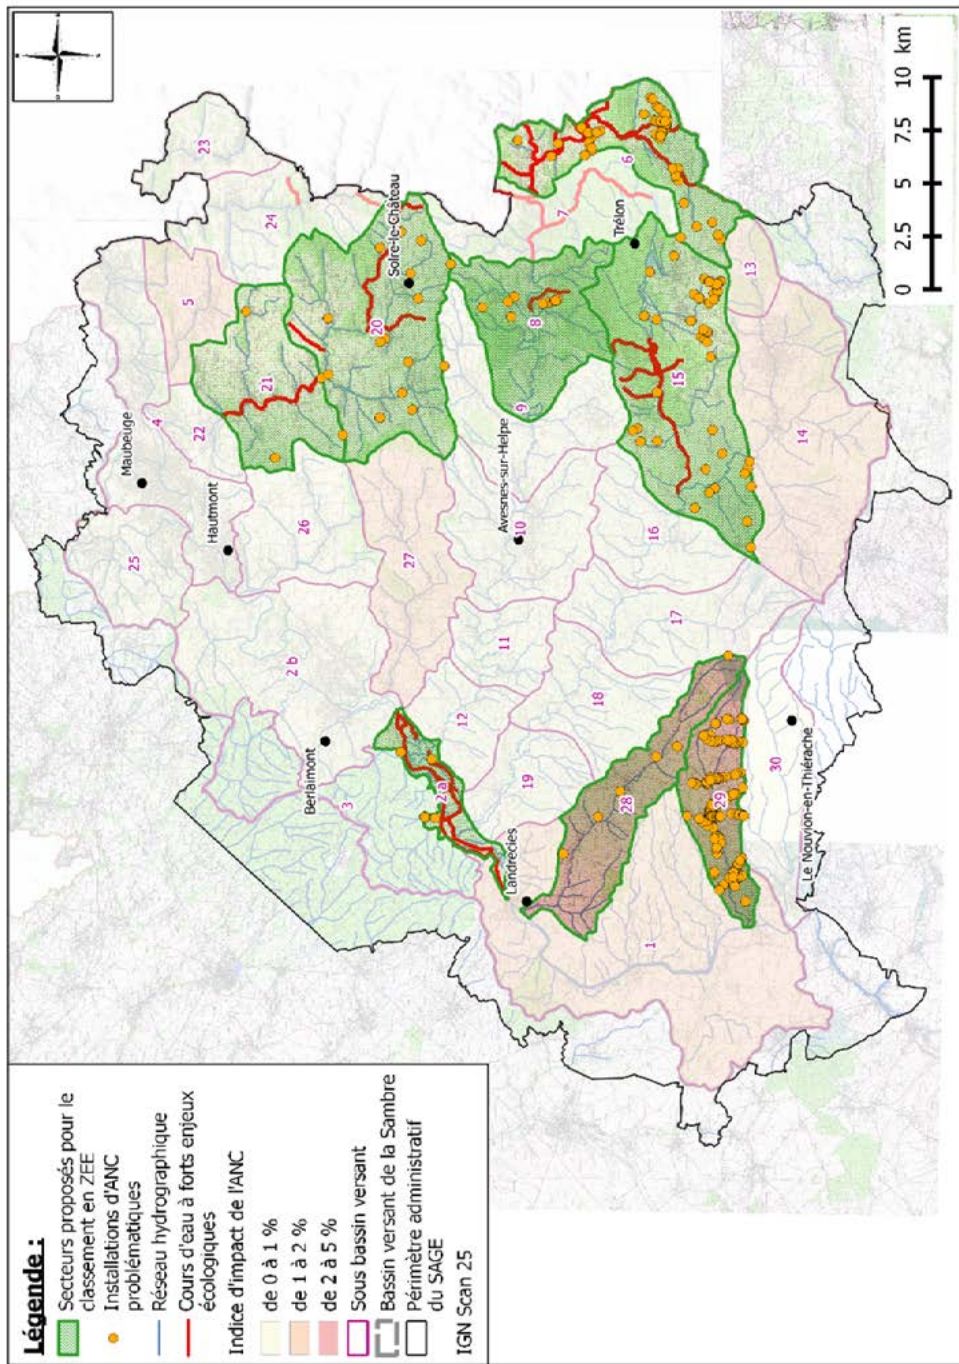 Légende :
Secteurs proposés pour le
classement en ZEE
Installations d'ANC
problématiques
Réseau hydrographique
Cours d'eau à forts enjeux
écologiques
Indice d'impact de l'ANC
de 0 à 1 %
de 1 à 2 %
de 2 à 5 %
Sous bassin versant
Bassin versant de la Sambre
Périmètre administratif
du SAGE
IGN Scan 25
23
24
5
4
Maubeuge
22
21
25
Hautmont
26
20
Solre-le-Château
2 b
27
Berlaimont
3
2 a
12
11
Avesnes-sur-Helpe
10
9
8
7
6
Trélon
13
15
14
16
17
18
19
Landrecies
28
29
1
30
Le Nouvion-en-Thiérache
0
2.5
5
7.5
10 km